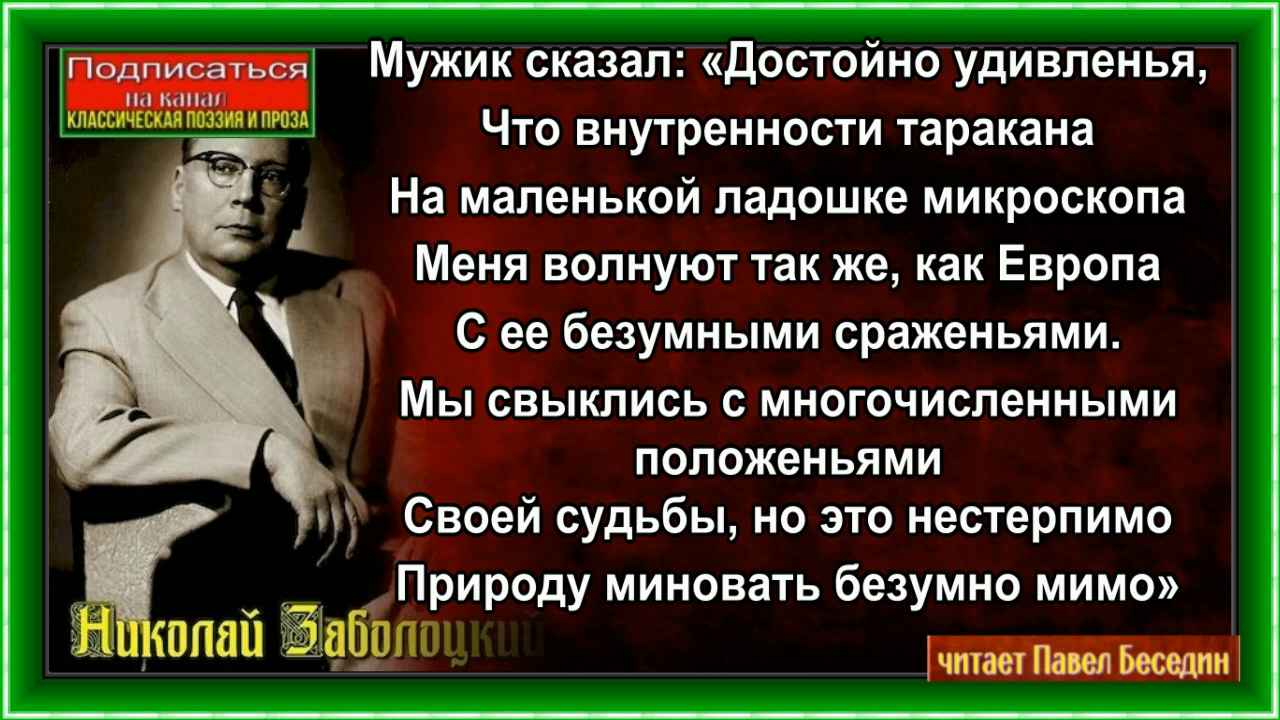 Подписаться
на канал
КЛАССИЧЕСКАЯ ПОЭЗИЯ И ПРОЗА
Мужик сказал: «Достойно удивленья,
Что внутренности таракана
На маленькой ладошке микроскопа
Меня волнуют так же, как Европа
С ее безумными сраженьями.
Мы свыклись с многочисленными
положеньями
Своей судьбы, но это нестерпимо
Природу миновать безумно мимо»
Николай Заболоцкий
читает Павел Беседин